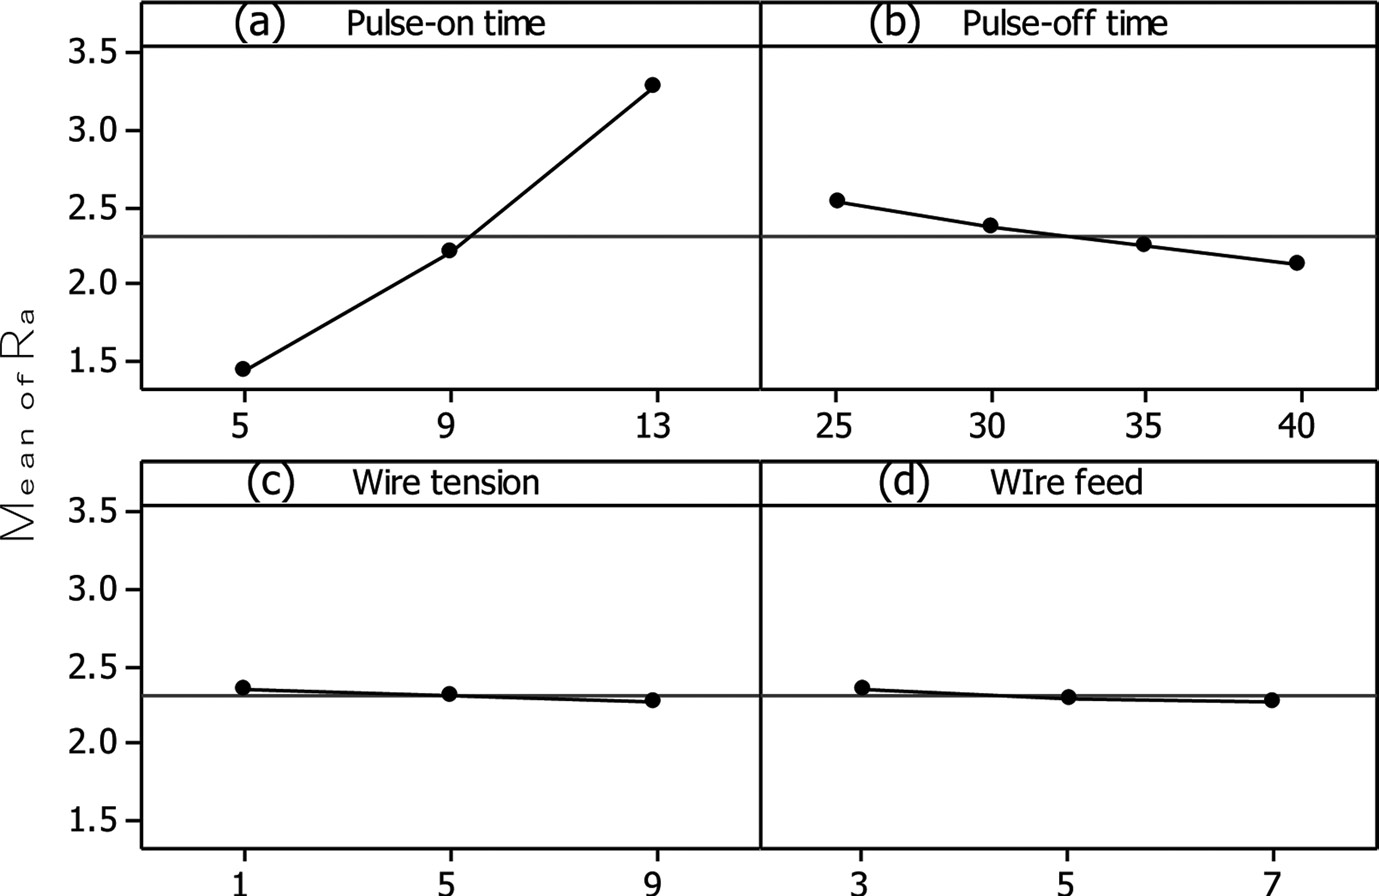 (a) Pulse-on time
(b) Pulse-off time
3.5
3.0
2.5
2.0
1.5
5 9 13
25 30 35 40
Mean of Ra
(c) Wire tension
(d) WIre feed
3.5
3.0
2.5
2.0
1.5
1 5 9
3 5 7